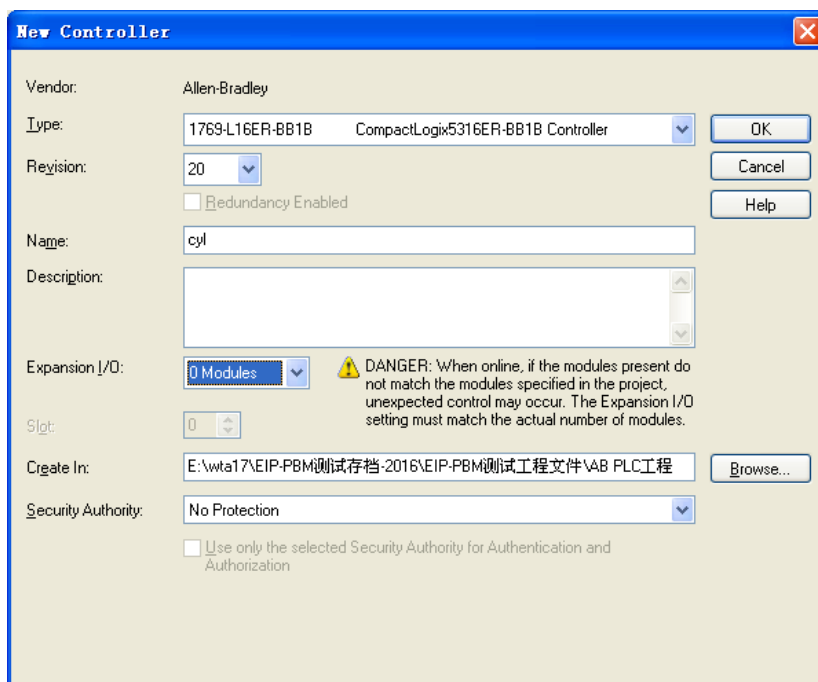 New Controller
Vendor: Allen-Bradley
Type: 1769-L16ER-BB1B CompactLogix5316ER-BB1B Controller OK
Revision: 20 Cancel
Redundancy Enabled Help
Name: cyl
Description:
Expansion I/O: 0 Modules DANGER: When online, if the modules present do
not match the modules specified in the project,
unexpected control may occur. The Expansion I/O
setting must match the actual number of modules.
Slot: 0
Create In: E:\wta17\EIP-PBM测试存档-2016\EIP-PBM测试工程文件\AB PLC工程 Browse...
Security Authority: No Protection
Use only the selected Security Authority for Authentication and
Authorization